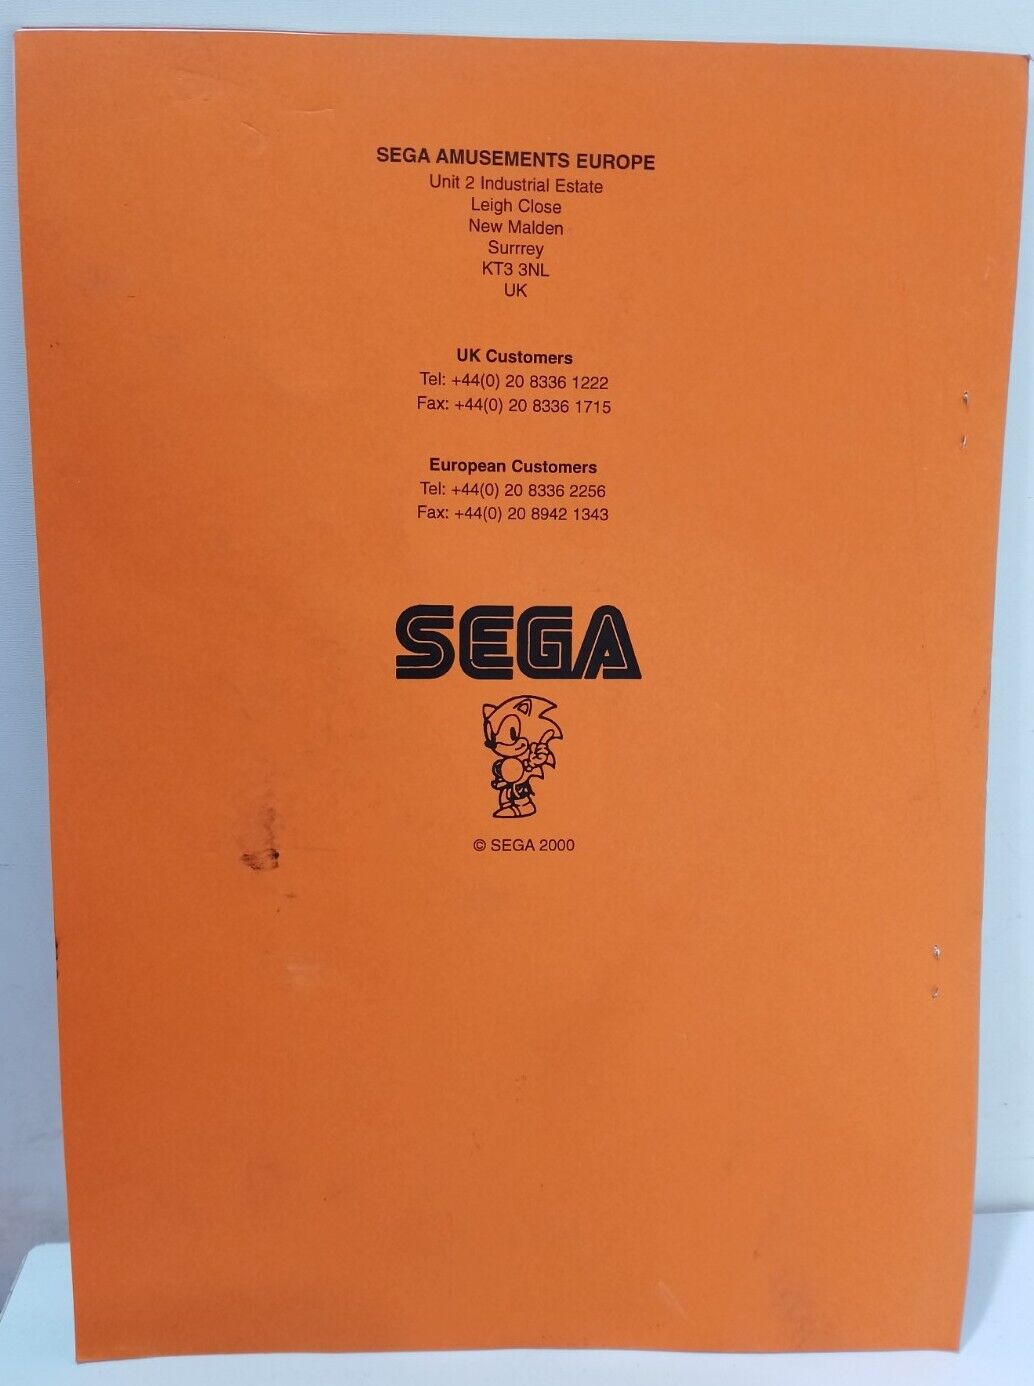 SEGA AMUSEMENTS EUROPE
Unit 2 Industrial Estate
Leigh Close
New Malden
Surrrey
KT3 3NL
UK
UK Customers
Tel: +44(0) 20 8336 1222
Fax: +44(0) 20 8336 1715
European Customers
Tel: +44(0) 20 8336 2256
Fax: +44(0) 20 8942 1343
SEGA
© SEGA 2000